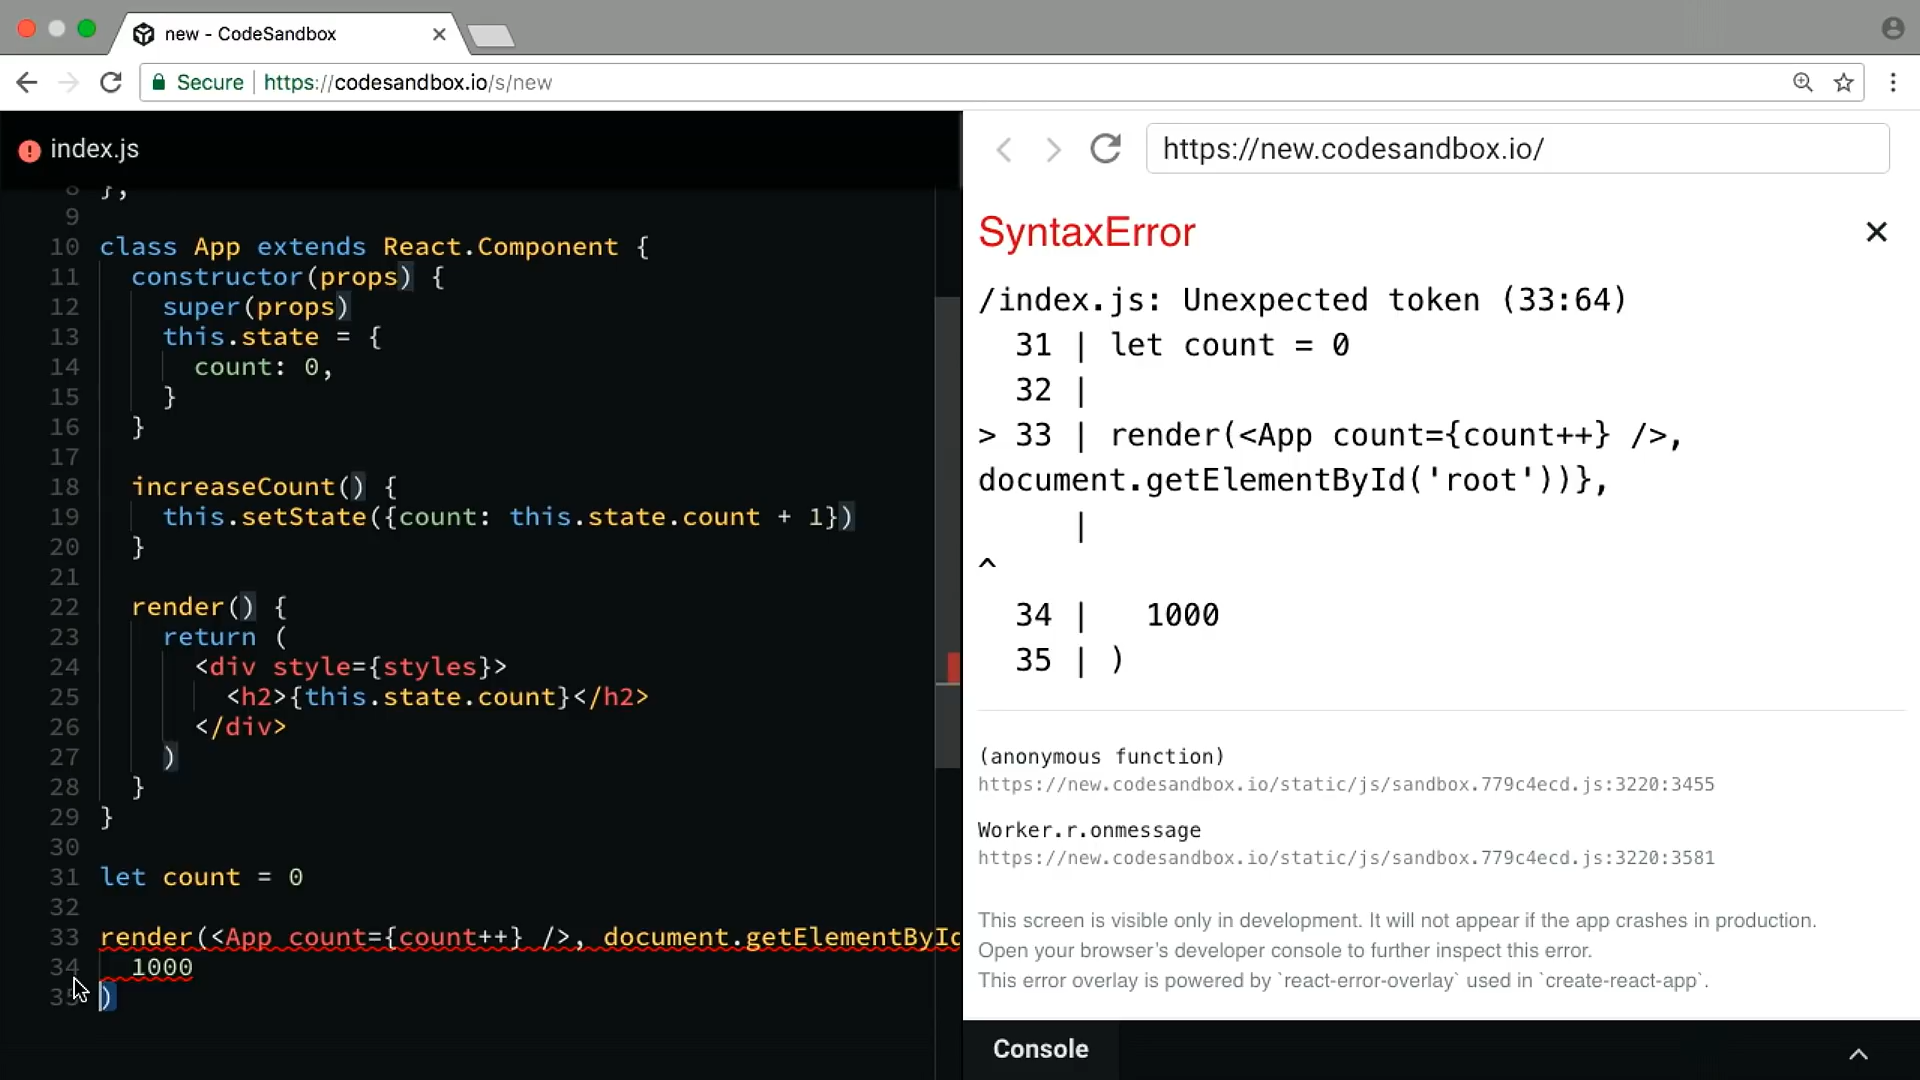 new - CodeSandbox
Secure https://codesandbox.io/s/new
index.js
8 },
9
10 class App extends React.Component {
11 constructor(props) {
12 super(props)
13 this.state = {
14 count: 0,
15 }
16 }
17
18 increaseCount() {
19 this.setState({count: this.state.count + 1})
20 }
21
22 render() {
23 return (
24 <div style={styles}>
25 <h2>{this.state.count}</h2>
26 </div>
27 )
28 }
29 }
30
31 let count = 0
32
33 render(<App count={count++} />, document.getElementById
34 1000
35 )
https://new.codesandbox.io/
SyntaxError
/index.js: Unexpected token (33:64)
31 | let count = 0
32 |
> 33 | render(<App count={count++} />,
document.getElementById('root'))},
|
^
34 | 1000
35 | )
(anonymous function)
https://new.codesandbox.io/static/js/sandbox.779c4ecd.js:3220:3455
Worker.r.onmessage
https://new.codesandbox.io/static/js/sandbox.779c4ecd.js:3220:3581
This screen is visible only in development. It will not appear if the app crashes in production.
Open your browser's developer console to further inspect this error.
This error overlay is powered by `react-error-overlay` used in `create-react-app`.
Console